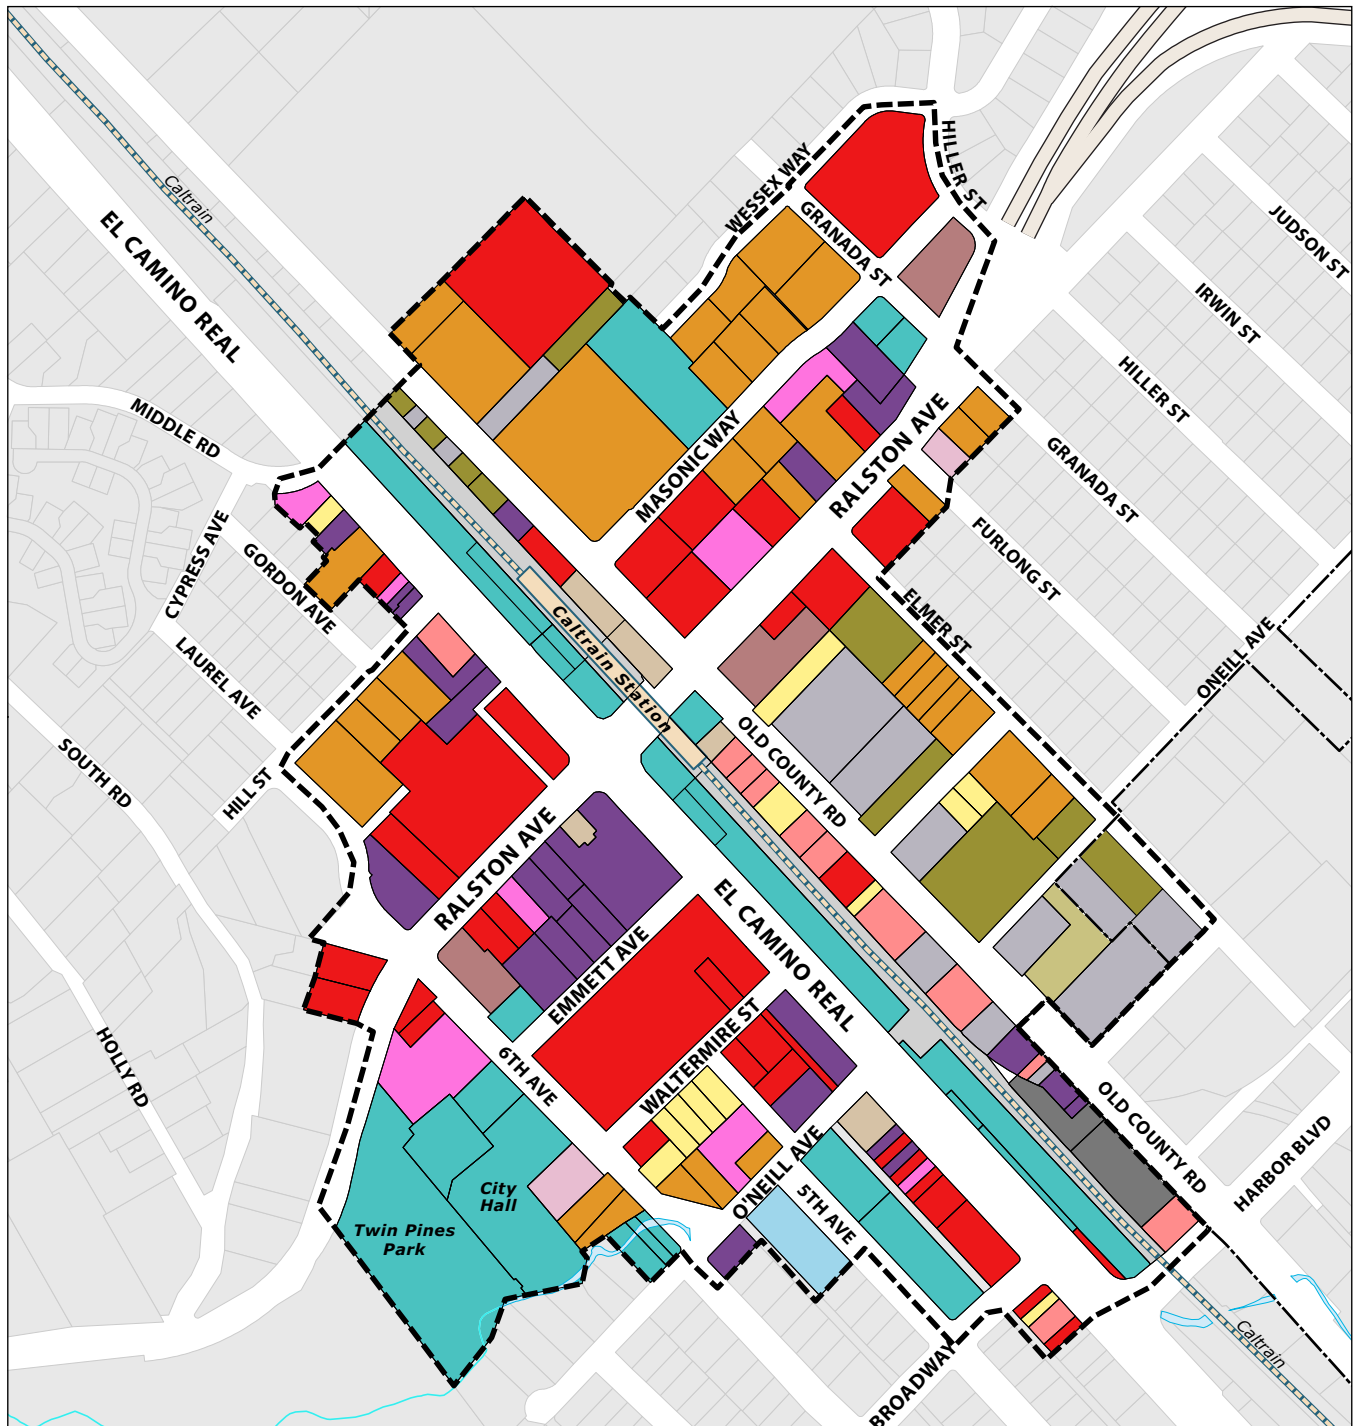 HILLER ST
WESSEX WAY
Caltrain
GRANADA ST
JUDSON ST
EL CAMINO REAL
IRWIN ST
HILLER ST
MIDDLE RD
MASONIC WAY
RALSTON AVE
GRANADA ST
CYPRESS AVE
GORDON AVE
FURLONG ST
ELMER ST
Caltrain Station
LAUREL AVE
ONEILL AVE
SOUTH RD
HILL ST
OLD COUNTY RD
RALSTON AVE
EL CAMINO REAL
EMMETT AVE
WALTERMIRE ST
HOLLY RD
6TH AVE
OLD COUNTY RD
HARBOR BLVD
O'NEILL AVE
5TH AVE
City
Hall
Twin Pines
Park
Caltrain
BROADWAY